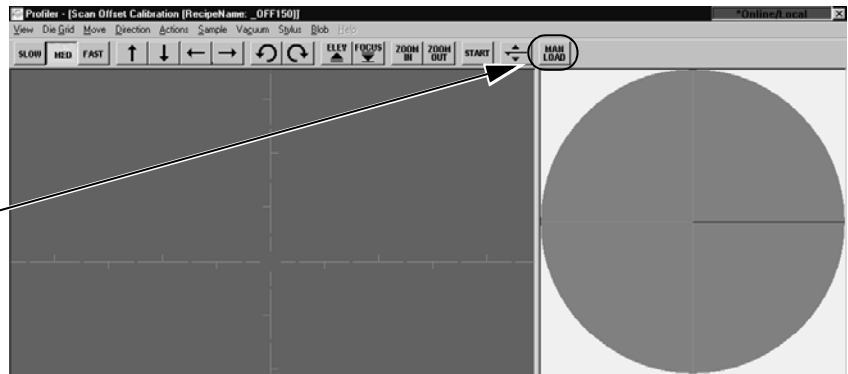 Profiler - [Scan Offset Calibration [RecipeName: _OFF150]]
*Online/Local
View Die Grid Move Direction Actions Sample Vacuum Stylus Blob Help
SLOW MED FAST ELEV FOCUS ZOOM IN ZOOM OUT START MAN LOAD